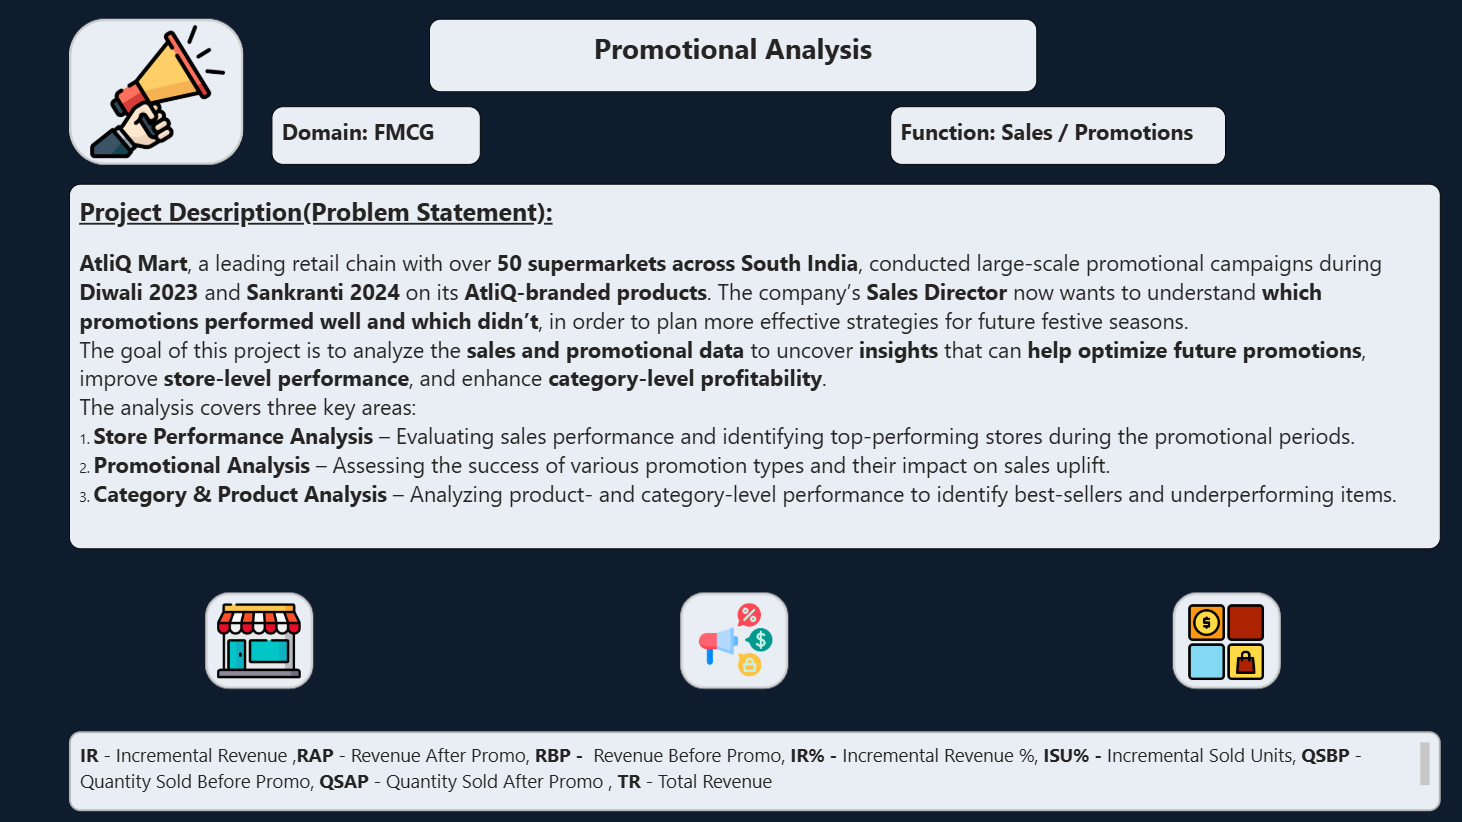 Promotional Analysis
Domain: FMCG
Function: Sales / Promotions
Project Description(Problem Statement):
AtliQ Mart, a leading retail chain with over 50 supermarkets across South India, conducted large-scale promotional campaigns during
Diwali 2023 and Sankranti 2024 on its AtliQ-branded products. The company’s Sales Director now wants to understand which
promotions performed well and which didn’t, in order to plan more effective strategies for future festive seasons.
The goal of this project is to analyze the sales and promotional data to uncover insights that can help optimize future promotions,
improve store-level performance, and enhance category-level profitability.
The analysis covers three key areas:
1. Store Performance Analysis – Evaluating sales performance and identifying top-performing stores during the promotional periods.
2. Promotional Analysis – Assessing the success of various promotion types and their impact on sales uplift.
3. Category & Product Analysis – Analyzing product- and category-level performance to identify best-sellers and underperforming items.
%
$
$
IR - Incremental Revenue ,RAP - Revenue After Promo, RBP -  Revenue Before Promo, IR% - Incremental Revenue %, ISU% - Incremental Sold Units, QSBP -
Quantity Sold Before Promo, QSAP - Quantity Sold After Promo , TR - Total Revenue